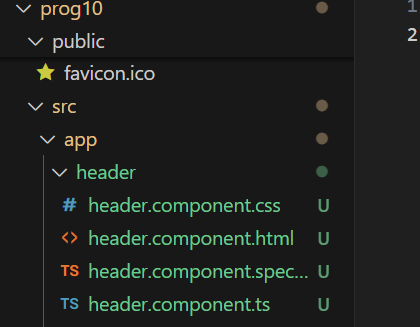 prog10
public
favicon.ico
src
app
header
# header.component.css U
<> header.component.html U
TS header.component.spec... U
TS header.component.ts U
1
2